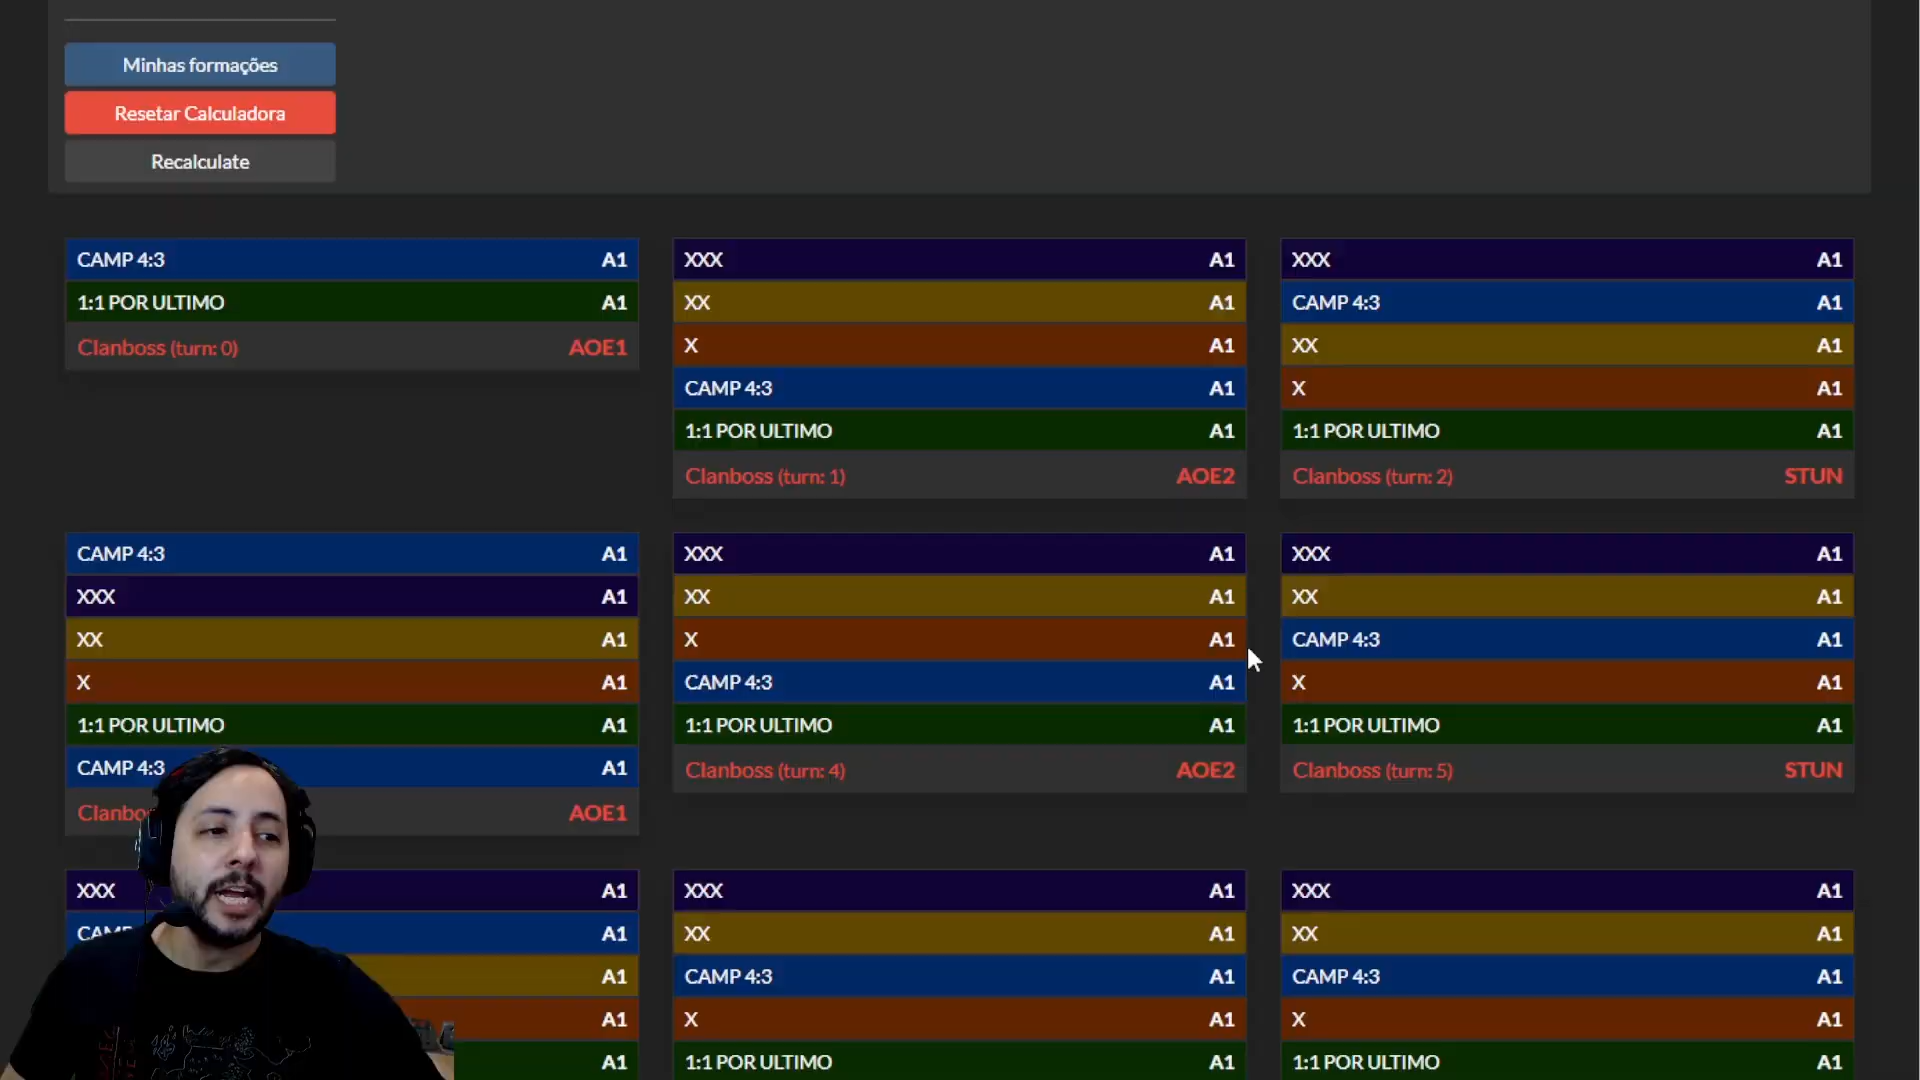 Minhas formações
Resetar Calculadora
Recalculate
CAMP 4:3 A1
1:1 POR ULTIMO A1
Clanboss (turn: 0) AOE1
XXX A1
XX A1
X A1
CAMP 4:3 A1
1:1 POR ULTIMO A1
Clanboss (turn: 1) AOE2
XXX A1
CAMP 4:3 A1
XX A1
X A1
1:1 POR ULTIMO A1
Clanboss (turn: 2) STUN
CAMP 4:3 A1
XXX A1
XX A1
X A1
1:1 POR ULTIMO A1
CAMP 4:3 A1
AOE1
XXX A1
XX A1
X A1
CAMP 4:3 A1
1:1 POR ULTIMO A1
Clanboss (turn: 4) AOE2
XXX A1
XX A1
CAMP 4:3 A1
X A1
1:1 POR ULTIMO A1
Clanboss (turn: 5) STUN
XXX A1
A1
A1
A1
A1
XXX A1
XX A1
CAMP 4:3 A1
X A1
1:1 POR ULTIMO A1
XXX A1
XX A1
CAMP 4:3 A1
X A1
1:1 POR ULTIMO A1